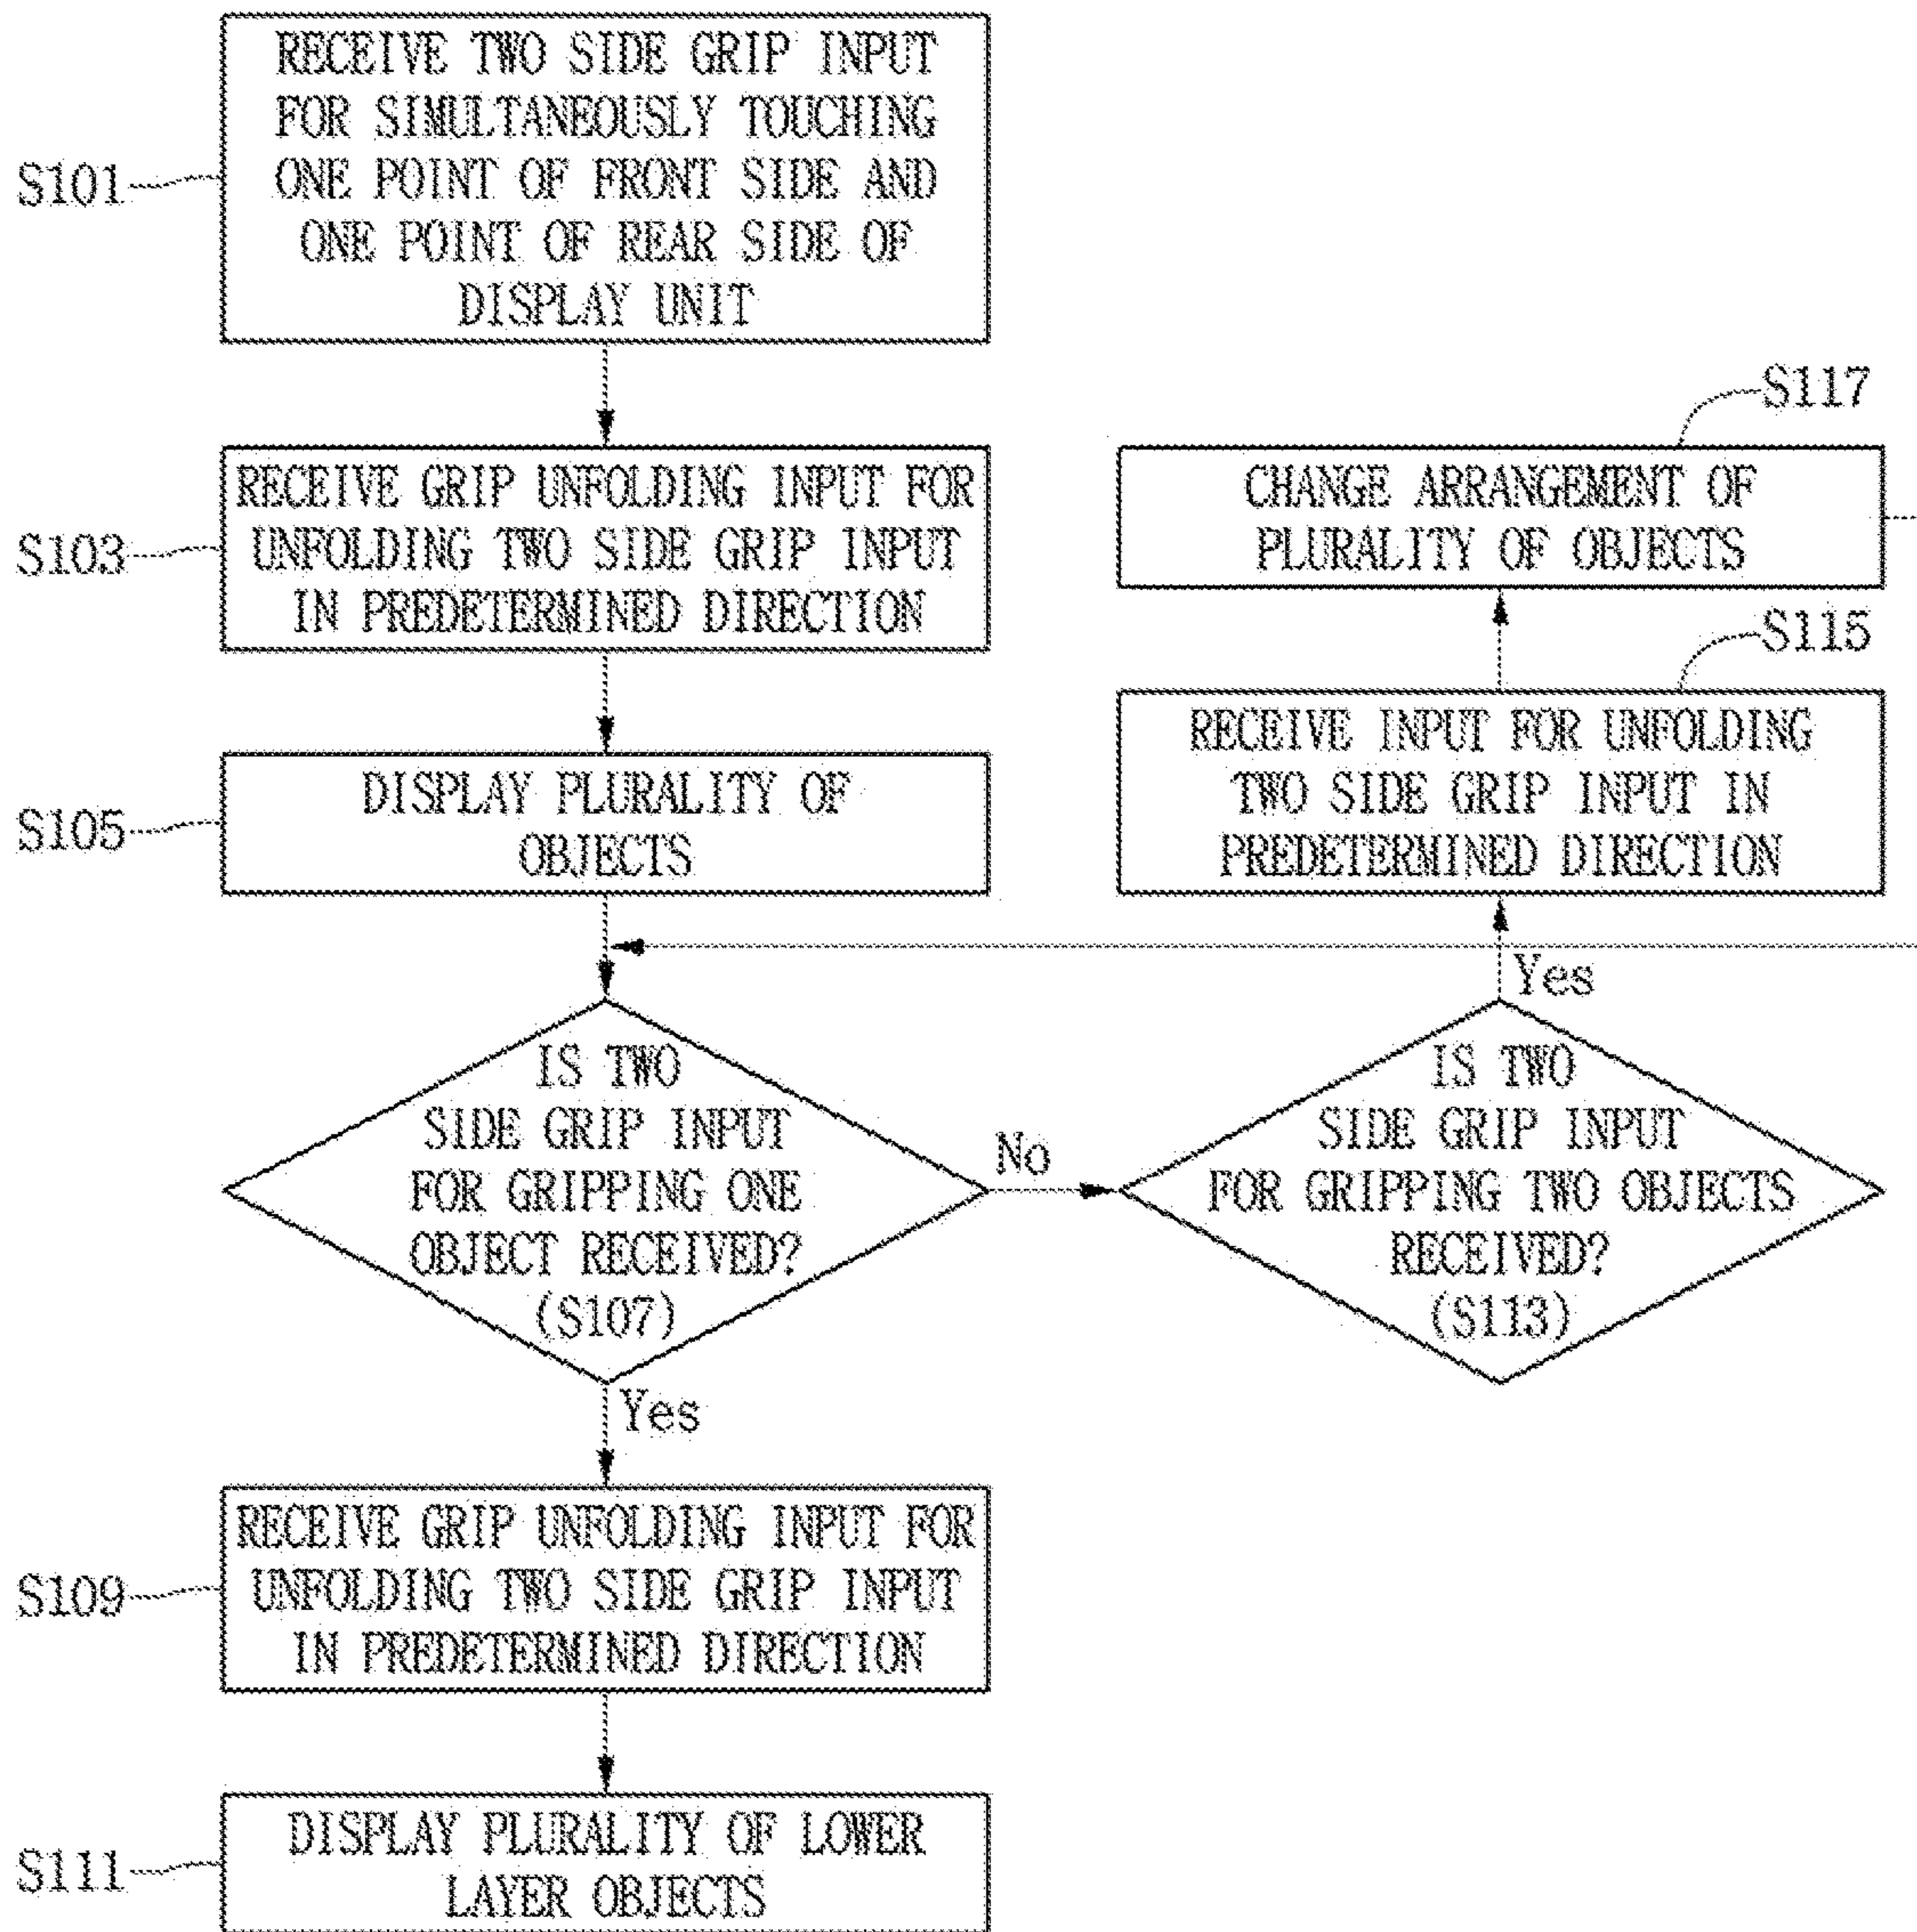 S101
RECEIVE TWO SIDE GRIP INPUT
FOR SIMULTANEOUSLY TOUCHING
ONE POINT OF FRONT SIDE AND
ONE POINT OF REAR SIDE OF
DISPLAY UNIT
S103
RECEIVE GRIP UNFOLDING INPUT FOR
UNFOLDING TWO SIDE GRIP INPUT
IN PREDETERMINED DIRECTION
S105
DISPLAY PLURALITY OF
OBJECTS
IS TWO
SIDE GRIP INPUT
FOR GRIPPING ONE
OBJECT RECEIVED?
(S107)
Yes
No
S109
RECEIVE GRIP UNFOLDING INPUT FOR
UNFOLDING TWO SIDE GRIP INPUT
IN PREDETERMINED DIRECTION
S111
DISPLAY PLURALITY OF LOWER
LAYER OBJECTS
IS TWO
SIDE GRIP INPUT
FOR GRIPPING TWO OBJECTS
RECEIVED?
(S113)
Yes
S115
RECEIVE INPUT FOR UNFOLDING
TWO SIDE GRIP INPUT IN
PREDETERMINED DIRECTION
S117
CHANGE ARRANGEMENT OF
PLURALITY OF OBJECTS